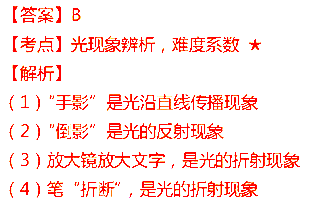 【答案】B
【考点】光现象辨析，难度系数 ★
【解析】
（1）“手影”是光沿直线传播现象
（2）“倒影”是光的反射现象
（3）放大镜放大文字，是光的折射现象
（4）笔“折断”，是光的折射现象